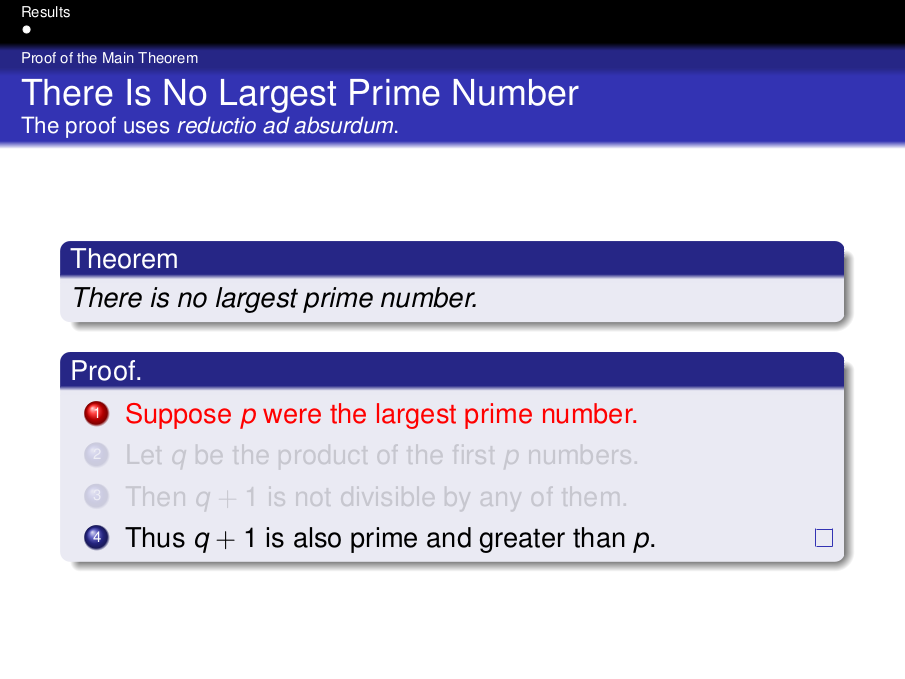 Results
Proof of the Main Theorem
There Is No Largest Prime Number
The proof uses reductio ad absurdum.
Theorem
There is no largest prime number.
Proof.
1 Suppose p were the largest prime number.
2 Let q be the product of the first p numbers.
3 Then q + 1 is not divisible by any of them.
4 Thus q + 1 is also prime and greater than p. □